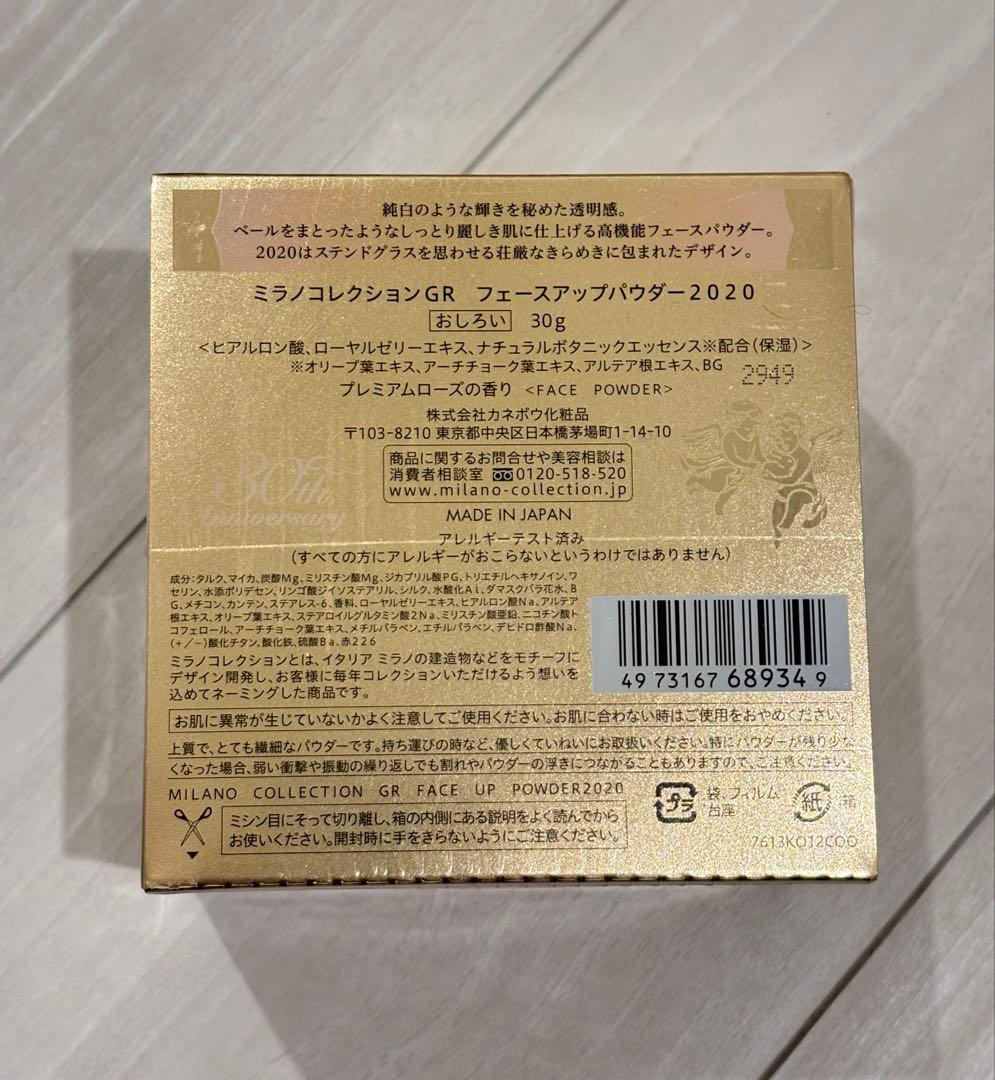 純白のような輝きを秘めた透明感。
ベールをまとったようなしっとり麗しき肌に仕上げる高機能フェースパウダー。
2020はステンドグラスを思わせる荘厳なきらめきに包まれたデザイン。
ミラノコレクションGR　フェースアップパウダー2020
おしろい 30g
<ヒアルロン酸、ローヤルゼリーエキス、ナチュラルボタニックエッセンス※配合(保湿)>
※オリーブ葉エキス、アーチチョーク葉エキス、アルテア根エキス、BG
2949
プレミアムローズの香り <FACE POWDER>
株式会社カネボウ化粧品
〒103-8210 東京都中央区日本橋茅場町1-14-10
商品に関するお問合せや美容相談は
消費者相談室 0120-518-520
www.milano-collection.jp
30th
Anniversary
MADE IN JAPAN
アレルギーテスト済み
(すべての方にアレルギーがおこらないというわけではありません)
成分:タルク、マイカ、炭酸Mg、ミリスチン酸Mg、ジカプリル酸PG、トリエチルヘキサノイン、ワ
セリン、水添ポリデセン、リンゴ酸ジイソステアリル、シルク、水酸化Al、ダマスクバラ花水、B
G、メチコン、カンテン、ステアレス-6、香料、ローヤルゼリーエキス、ヒアルロン酸Na、アルテア
根エキス、オリーブ葉エキス、ステアロイルグルタミン酸2Na、ミリスチン酸亜鉛、ニコチン酸ト
コフェロール、アーチチョーク葉エキス、メチルパラベン、エチルパラベン、デヒドロ酢酸Na、
(+/-)酸化チタン、酸化鉄、硫酸Ba、赤226
ミラノコレクションとは、イタリア ミラノの建造物などをモチーフに
デザイン開発し、お客様に毎年コレクションいただけるよう想いを
込めてネーミングした商品です。
4973167689349
お肌に異常が生じていないかよく注意してご使用ください。お肌に合わない時はご使用をおやめください。
上質で、とても繊細なパウダーです。持ち運びの時など、優しくていねいにお取扱いください。特にパウダーが残り少な
くなった場合、弱い衝撃や振動の繰り返しでも割れやパウダーの浮きにつながることもありますので、ご注意ください。
MILANO COLLECTION GR FACE UP POWDER2020
ミシン目にそって切り離し、箱の内側にある説明をよく読んでから
お使いください。開封時に手をきらないようにご注意ください。
プラ 袋、フィルム
台座
紙 箱
7613KO12COO